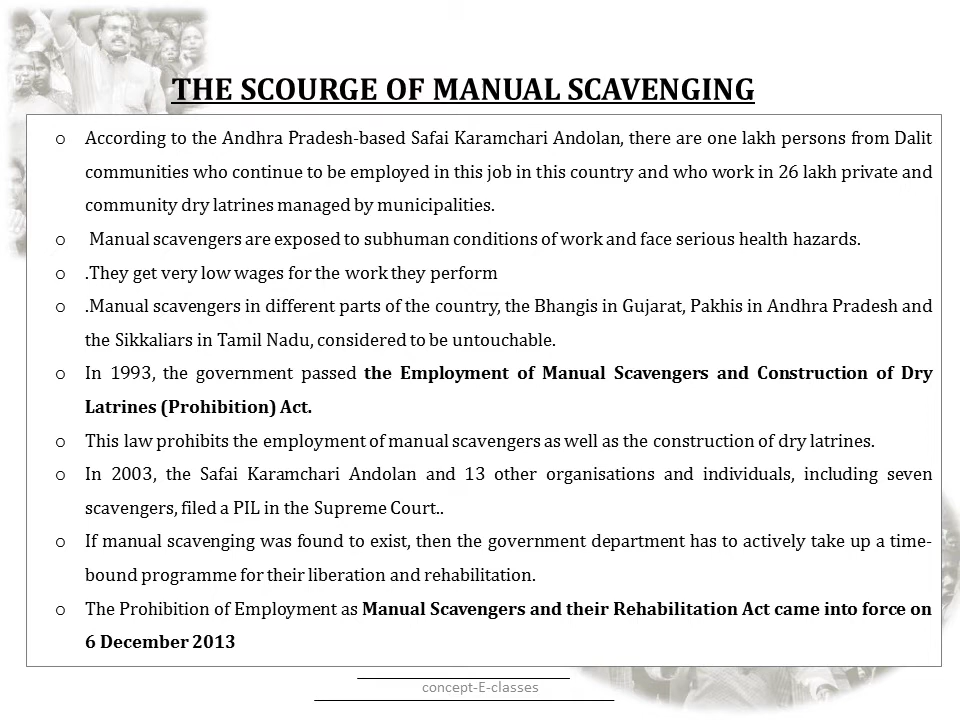 THE SCOURGE OF MANUAL SCAVENGING
o According to the Andhra Pradesh-based Safai Karamchari Andolan, there are one lakh persons from Dalit
communities who continue to be employed in this job in this country and who work in 26 lakh private and
community dry latrines managed by municipalities.
o Manual scavengers are exposed to subhuman conditions of work and face serious health hazards.
o .They get very low wages for the work they perform
o .Manual scavengers in different parts of the country, the Bhangis in Gujarat, Pakhis in Andhra Pradesh and
the Sikkaliars in Tamil Nadu, considered to be untouchable.
o In 1993, the government passed the Employment of Manual Scavengers and Construction of Dry
Latrines (Prohibition) Act.
o This law prohibits the employment of manual scavengers as well as the construction of dry latrines.
o In 2003, the Safai Karamchari Andolan and 13 other organisations and individuals, including seven
scavengers, filed a PIL in the Supreme Court..
o If manual scavenging was found to exist, then the government department has to actively take up a time-
bound programme for their liberation and rehabilitation.
o The Prohibition of Employment as Manual Scavengers and their Rehabilitation Act came into force on
6 December 2013
concept-E-classes